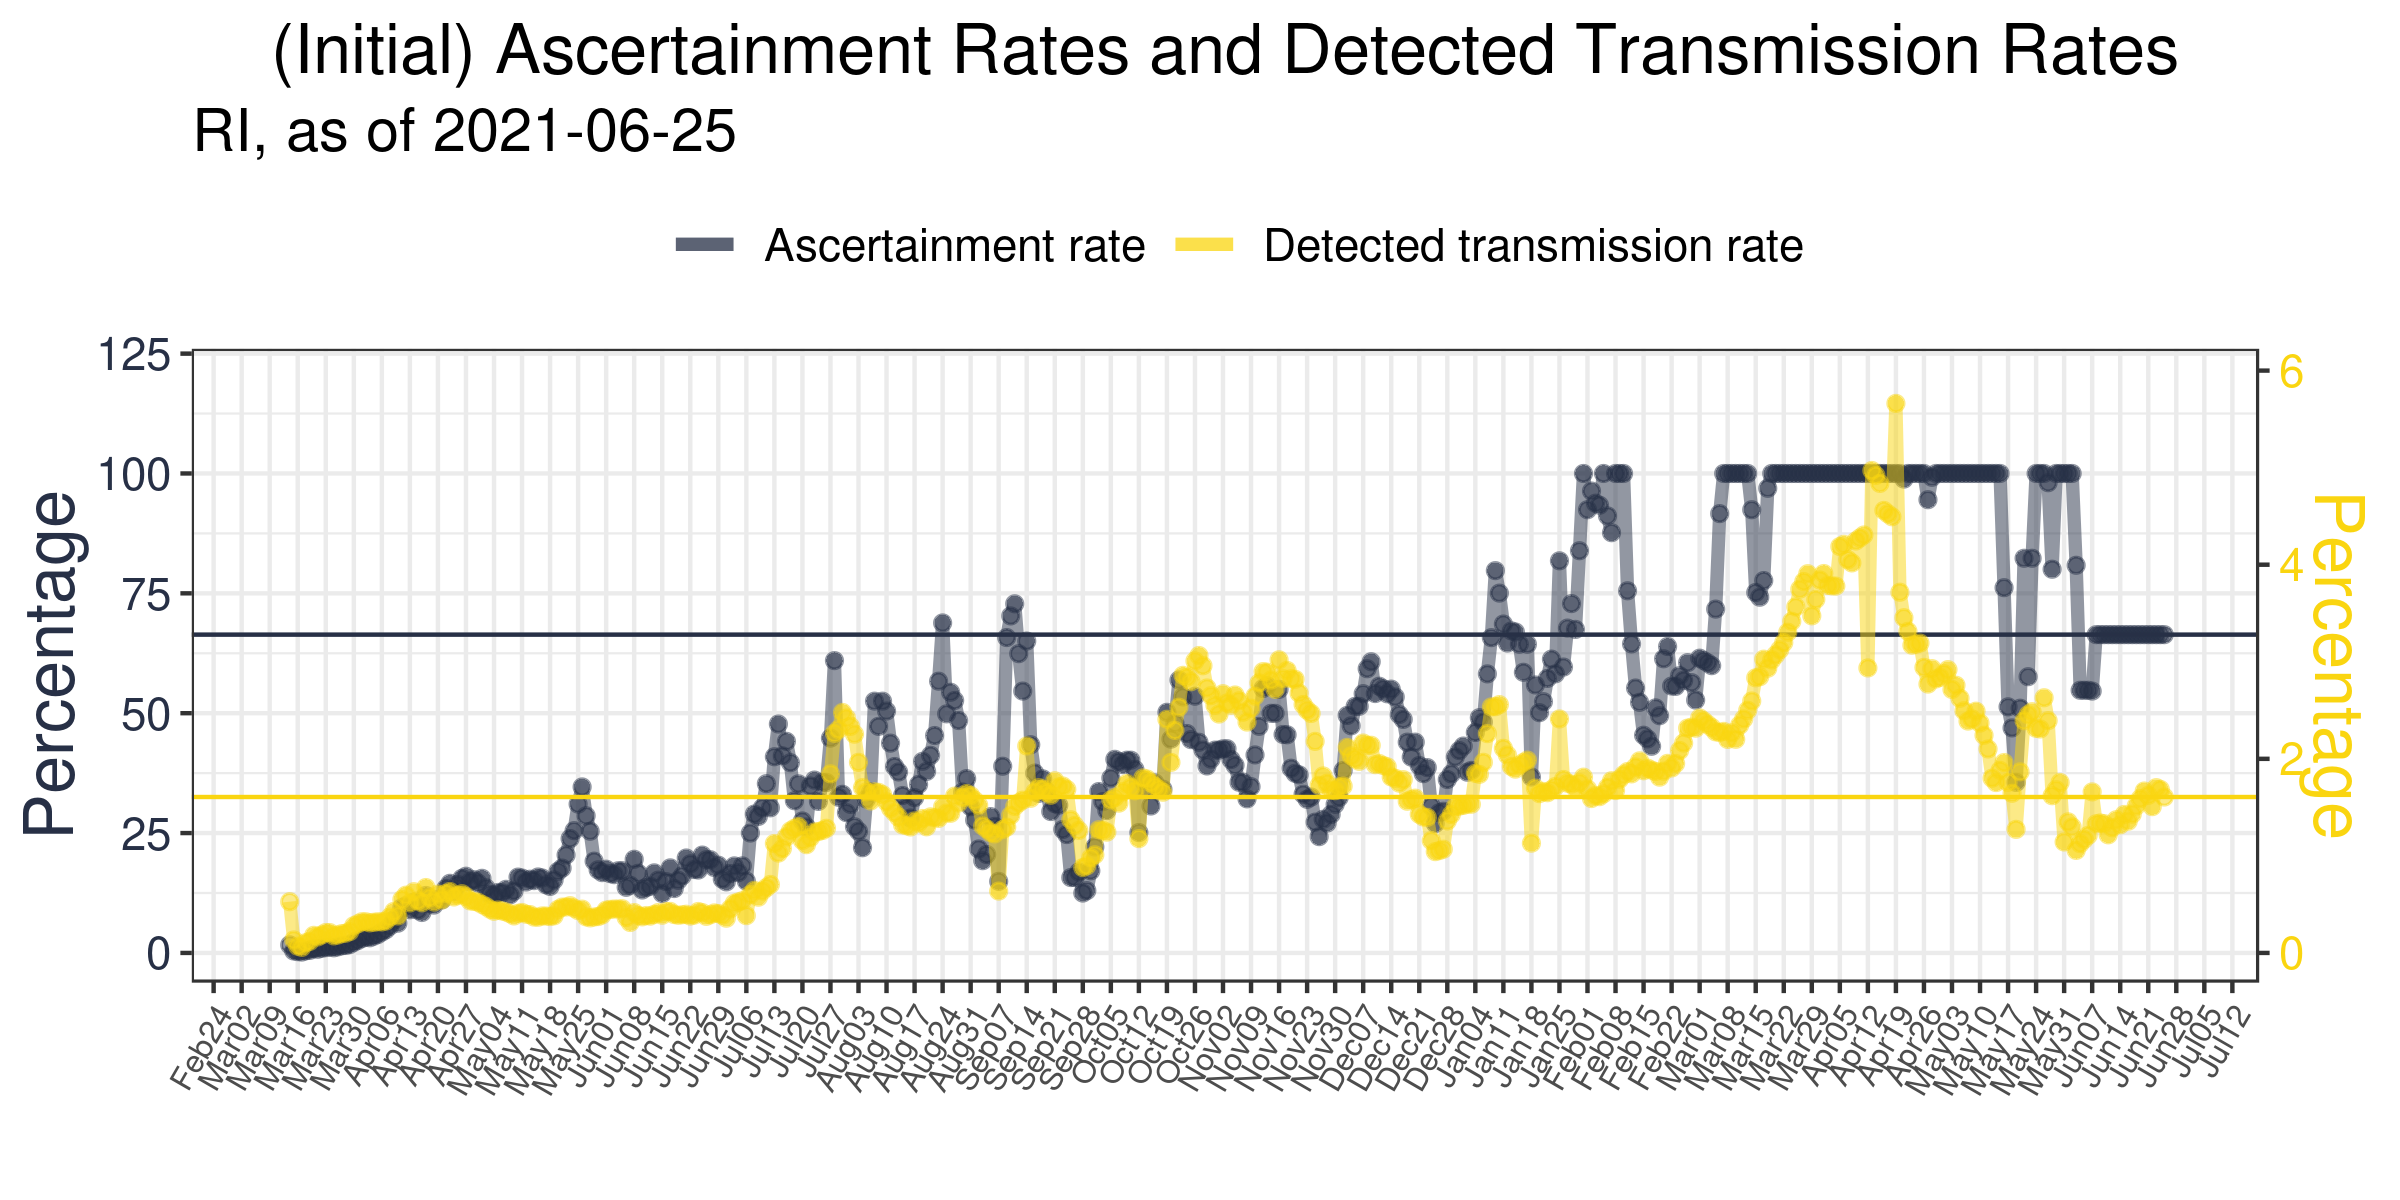 (Initial) Ascertainment Rates and Detected Transmission Rates
RI, as of 2021-06-25
Ascertainment rate
Detected transmission rate
Percentage
125
100
75
50
25
0
6
4
2
0
Percentage
Feb24
Mar02
Mar09
Mar16
Mar23
Mar30
Apr06
Apr13
Apr20
Apr27
May04
May11
May18
May25
Jun01
Jun08
Jun15
Jun22
Jun29
Jul06
Jul13
Jul20
Jul27
Aug03
Aug10
Aug17
Aug24
Aug31
Sep07
Sep14
Sep21
Sep28
Oct05
Oct12
Oct19
Oct26
Nov02
Nov09
Nov16
Nov23
Nov30
Dec07
Dec14
Dec21
Dec28
Jan04
Jan11
Jan18
Jan25
Feb01
Feb08
Feb15
Feb22
Mar01
Mar08
Mar15
Mar22
Mar29
Apr05
Apr12
Apr19
Apr26
May03
May10
May17
May24
May31
Jun07
Jun14
Jun21
Jun28
Jul05
Jul12